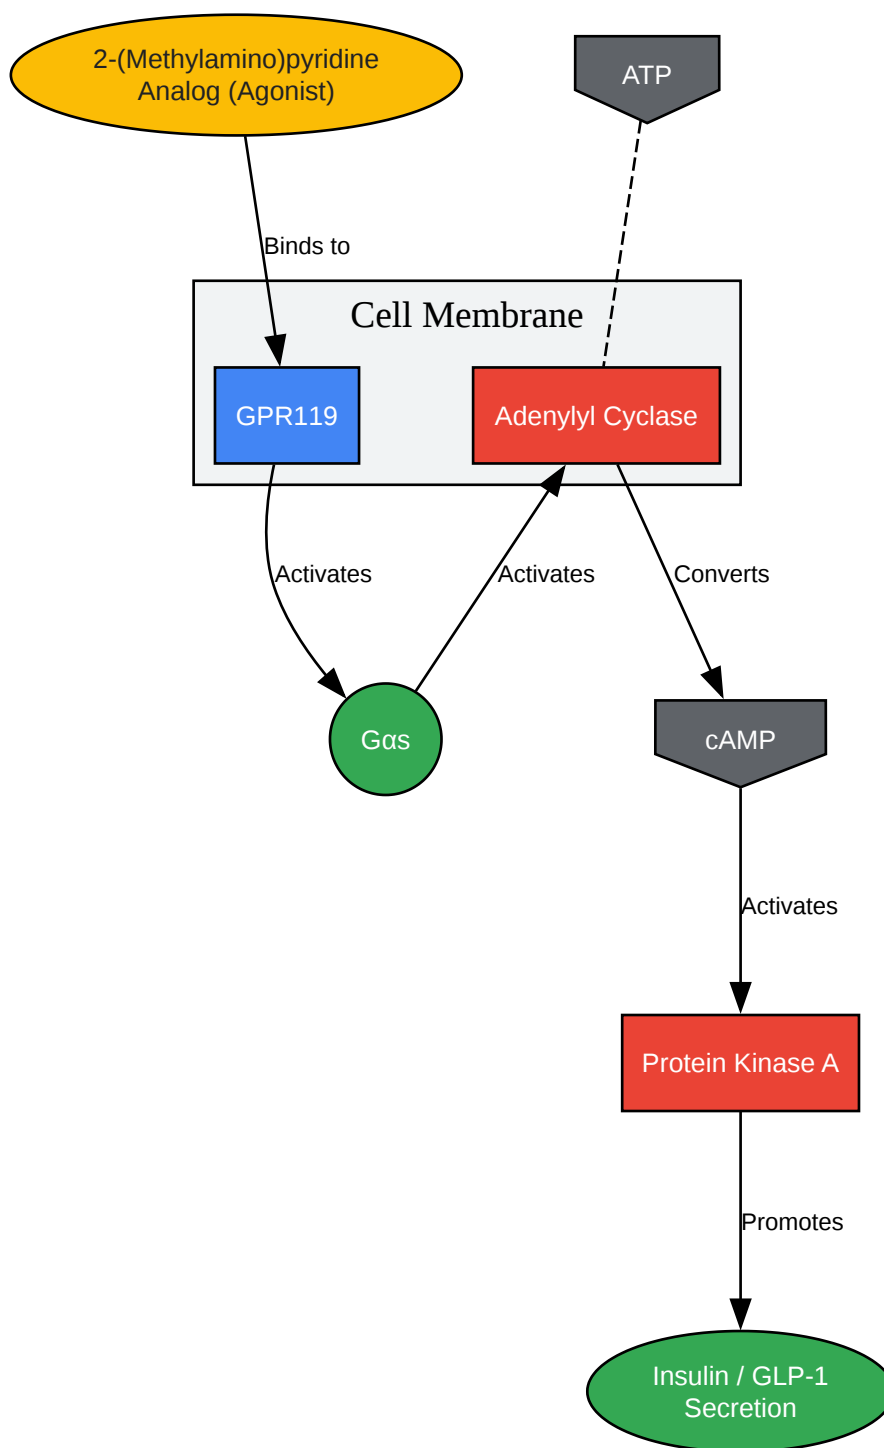 2-(Methylamino)pyridine
Analog (Agonist)
ATP
Binds to
Cell Membrane
GPR119
Adenylyl Cyclase
Activates
Activates
Converts
Gαs
cAMP
Activates
Protein Kinase A
Promotes
Insulin / GLP-1
Secretion